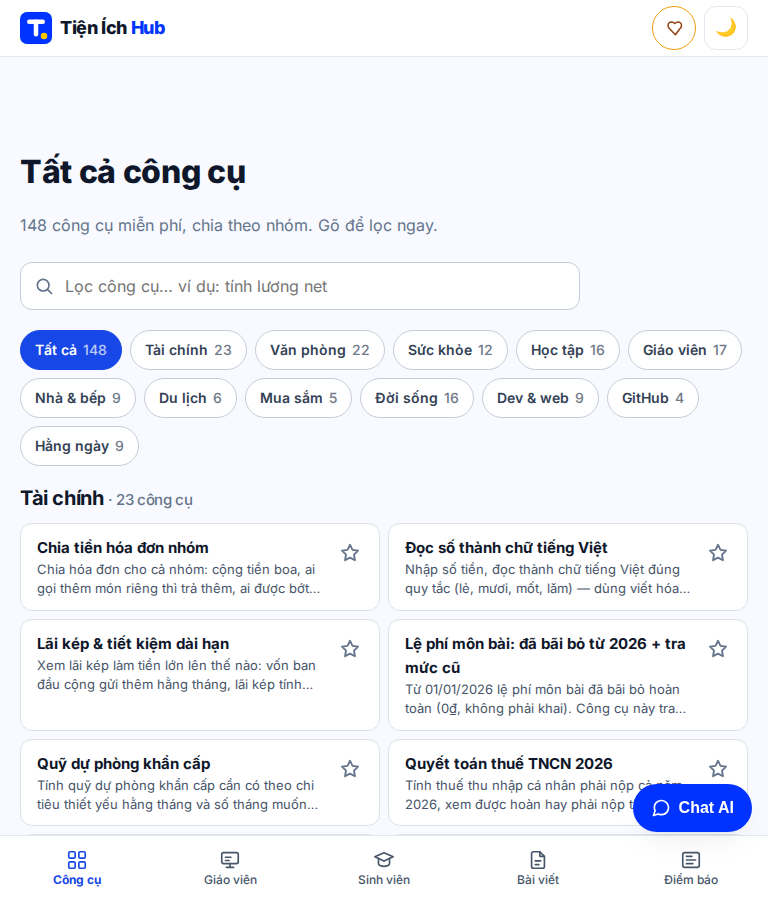 Tiện Ích Hub
Tất cả công cụ
148 công cụ miễn phí, chia theo nhóm. Gõ để lọc ngay.
Lọc công cụ... ví dụ: tính lương net
Tất cả 148
Tài chính 23
Văn phòng 22
Sức khỏe 12
Học tập 16
Giáo viên 17
Nhà & bếp 9
Du lịch 6
Mua sắm 5
Đời sống 16
Dev & web 9
GitHub 4
Hằng ngày 9
Tài chính · 23 công cụ
Chia tiền hóa đơn nhóm
Chia hóa đơn cho cả nhóm: cộng tiền boa, ai
gọi thêm món riêng thì trả thêm, ai được bớt...
Đọc số thành chữ tiếng Việt
Nhập số tiền, đọc thành chữ tiếng Việt đúng
quy tắc (lẻ, mươi, mốt, lăm) — dùng viết hóa...
Lãi kép & tiết kiệm dài hạn
Xem lãi kép làm tiền lớn lên thế nào: vốn ban
đầu cộng gửi thêm hằng tháng, lãi kép tính...
Lệ phí môn bài: đã bãi bỏ từ 2026 + tra
mức cũ
Từ 01/01/2026 lệ phí môn bài đã bãi bỏ hoàn
toàn (0₫, không phải khai). Công cụ này tra...
Quỹ dự phòng khẩn cấp
Tính quỹ dự phòng khẩn cấp cần có theo chi
tiêu thiết yếu hằng tháng và số tháng muốn...
Quyết toán thuế TNCN 2026
Tính thuế thu nhập cá nhân phải nộp cả năm
2026, xem được hoàn hay phải nộp
Chat AI
Công cụ
Giáo viên
Sinh viên
Bài viết
Điểm báo